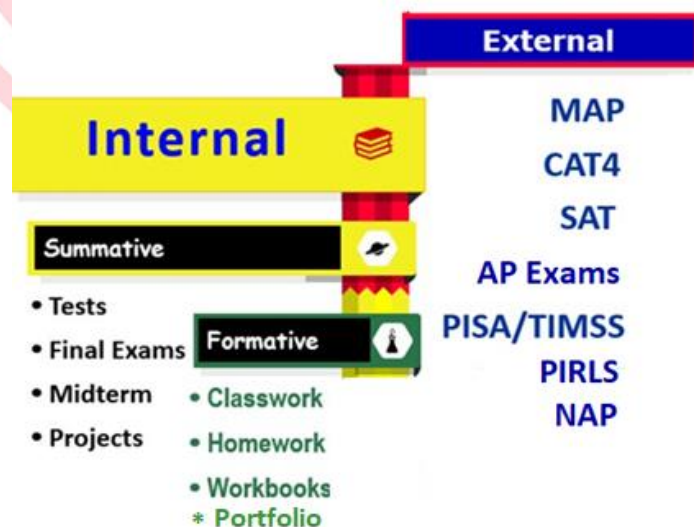 External
Internal
MAP
CAT4
SAT
AP Exams
PISA/TIMSS
PIRLS
NAP
Summative
• Tests
• Final Exams
• Midterm
• Projects
Formative
• Classwork
• Homework
• Workbooks
* Portfolio